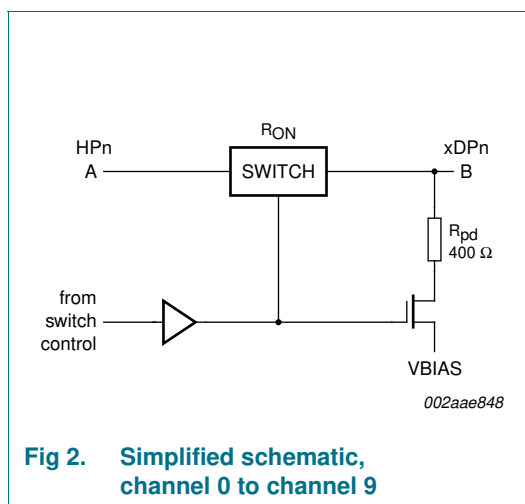 HPn
A
RON
SWITCH
xDPn
B
Rpd
400 Ω
from
switch
control
VBIAS
002aae848
Fig 2. Simplified schematic,
channel 0 to channel 9